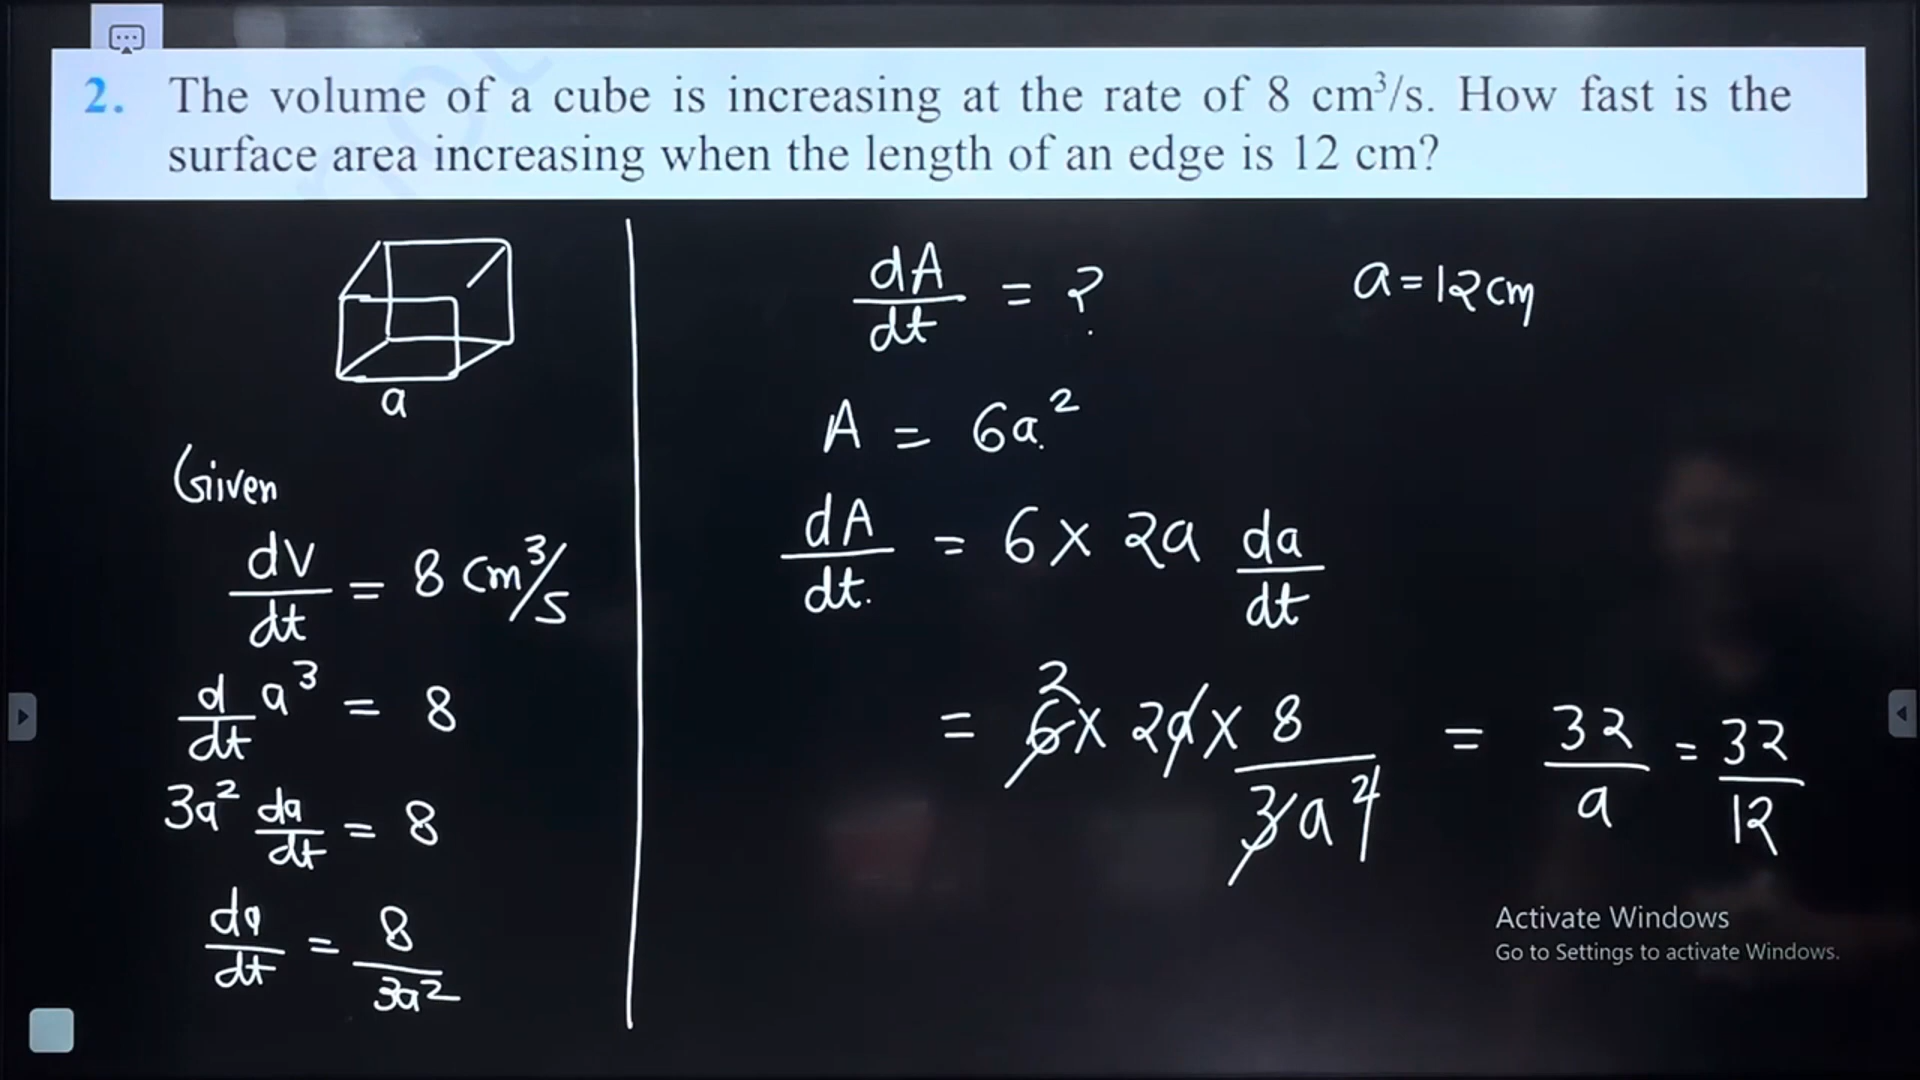 2. The volume of a cube is increasing at the rate of 8 cm³/s. How fast is the
surface area increasing when the length of an edge is 12 cm?
a
Given
dV/dt = 8 cm³/s
d/dt a³ = 8
3a² da/dt = 8
da/dt = 8/3a²
dA/dt = ?
a = 12cm
A = 6a²
dA/dt = 6 × 2a da/dt
= 6 2 × 2a × 8/3a² = 32/a = 32/12
Activate Windows
Go to Settings to activate Windows.